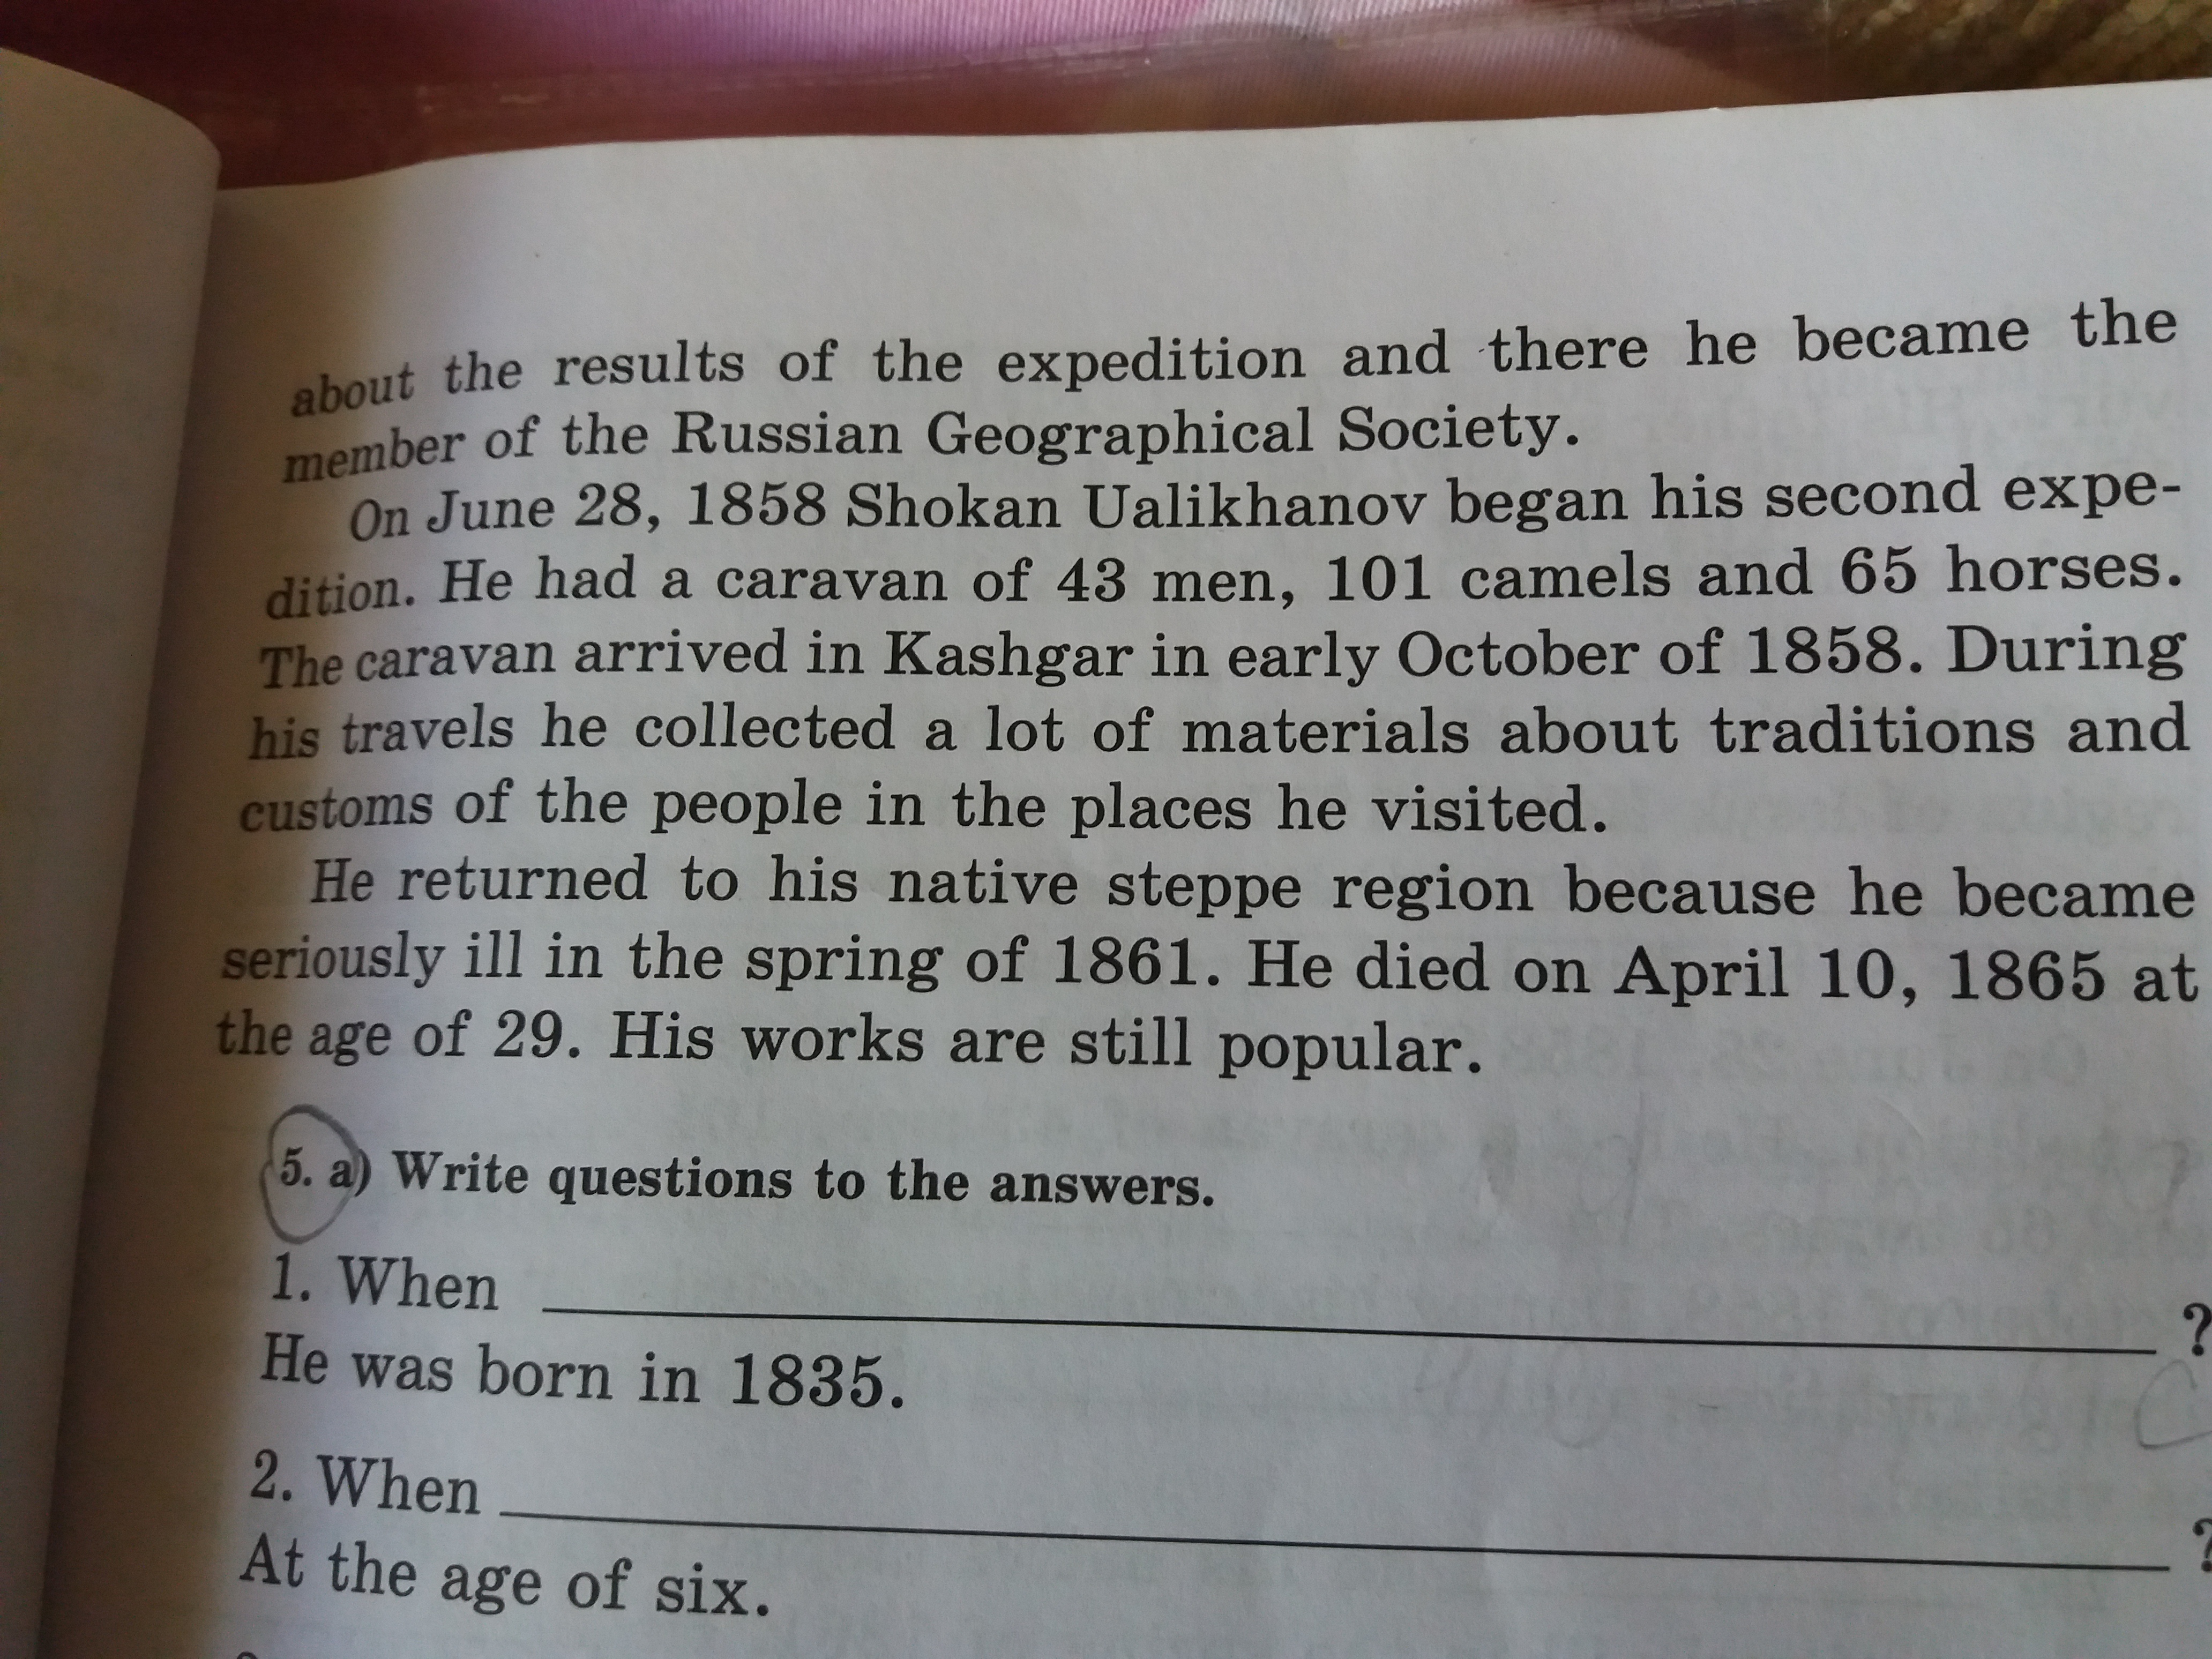 about the results of the expedition and there he became the
member of the Russian Geographical Society.
On June 28, 1858 Shokan Ualikhanov began his second expe-
dition. He had a caravan of 43 men, 101 camels and 65 horses.
The caravan arrived in Kashgar in early October of 1858. During
his travels he collected a lot of materials about traditions and
customs of the people in the places he visited.
He returned to his native steppe region because he became
seriously ill in the spring of 1861. He died on April 10, 1865 at
the age of 29. His works are still popular.
5. a) Write questions to the answers.
1. When ?
He was born in 1835.
2. When ?
At the age of six.